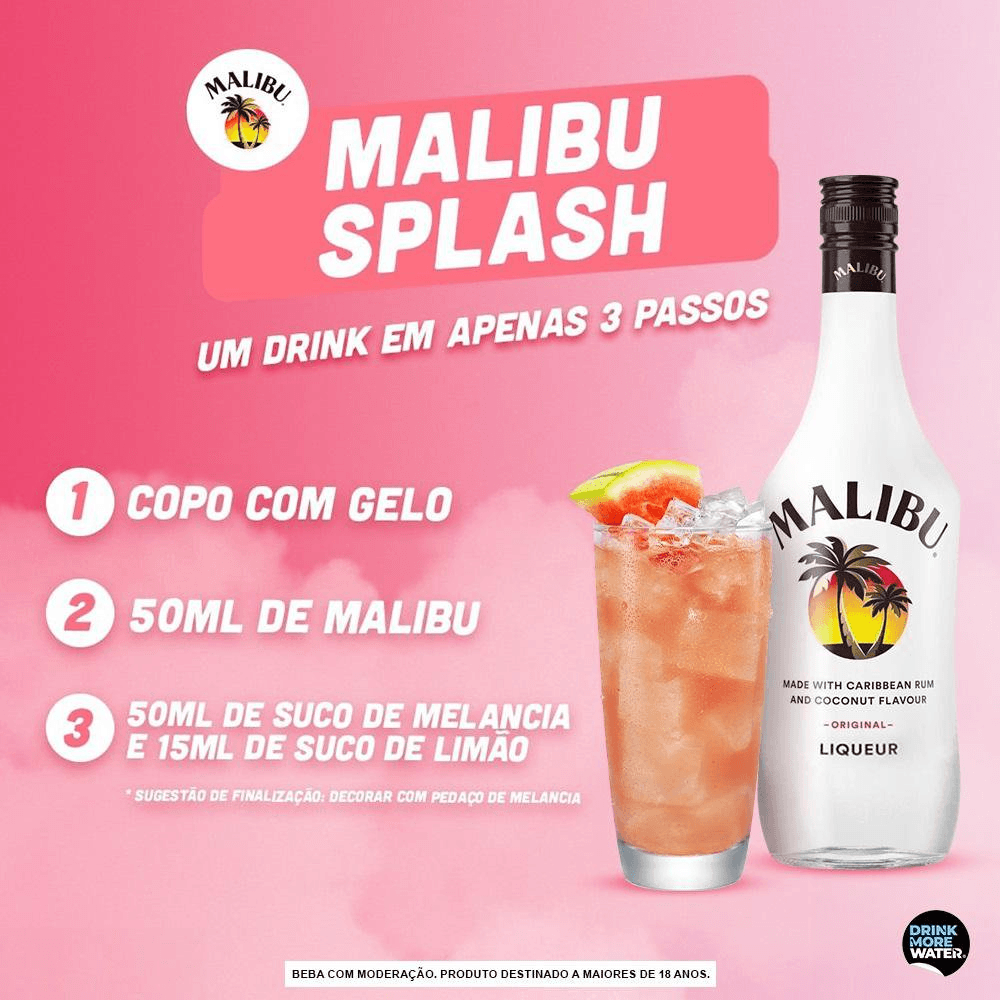 MALIBU
MALIBU
SPLASH
UM DRINK EM APENAS 3 PASSOS
1 COPO COM GELO
2 50ML DE MALIBU
3 50ML DE SUCO DE MELANCIA
E 15ML DE SUCO DE LIMÃO
* SUGESTÃO DE FINALIZAÇÃO: DECORAR COM PEDAÇO DE MELANCIA
MALIBU
MALIBU
MADE WITH CARIBBEAN RUM
AND COCONUT FLAVOUR
-ORIGINAL-
LIQUEUR
DRINK
MORE
WATER.
BEBA COM MODERAÇÃO. PRODUTO DESTINADO A MAIORES DE 18 ANOS.